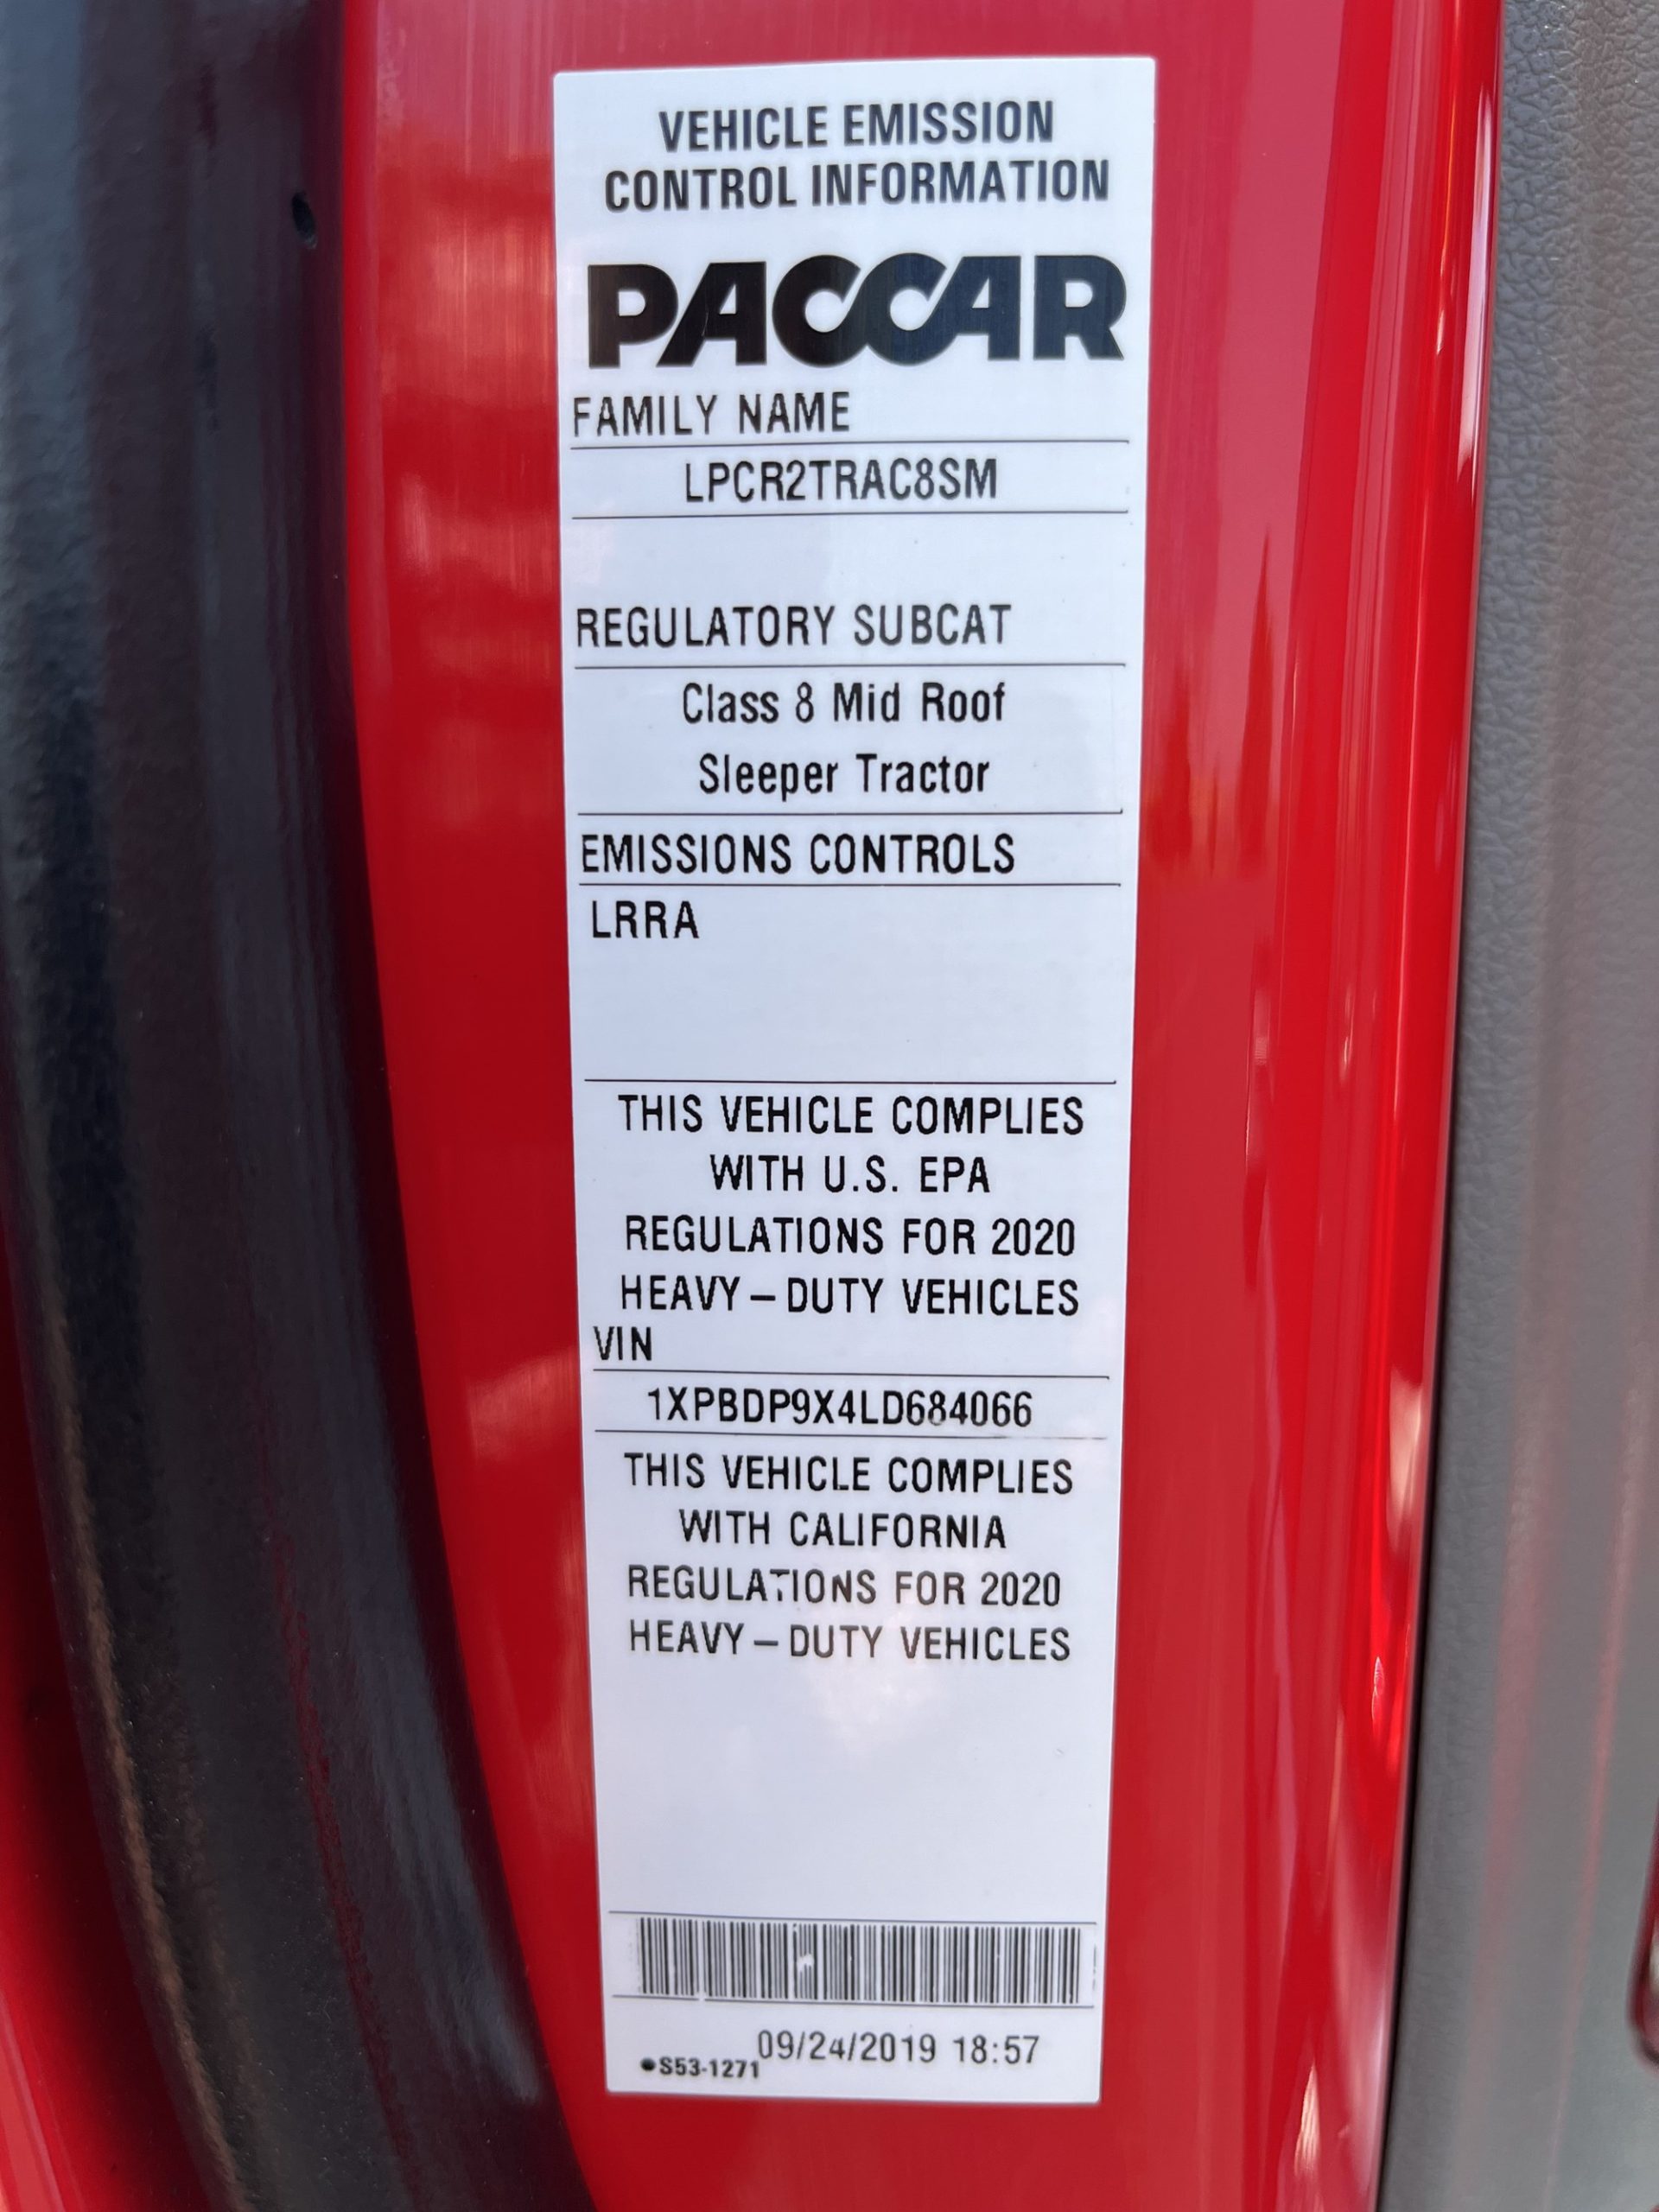 VEHICLE EMISSION
CONTROL INFORMATION
PACCAR
FAMILY NAME
LPCR2TRAC8SM
REGULATORY SUBCAT
Class 8 Mid Roof
Sleeper Tractor
EMISSIONS CONTROLS
LRRA
THIS VEHICLE COMPLIES
WITH U.S. EPA
REGULATIONS FOR 2020
HEAVY–DUTY VEHICLES
VIN
1XPBDP9X4LD684066
THIS VEHICLE COMPLIES
WITH CALIFORNIA
REGULATIONS FOR 2020
HEAVY–DUTY VEHICLES
09/24/2019 18:57
•S53-1271